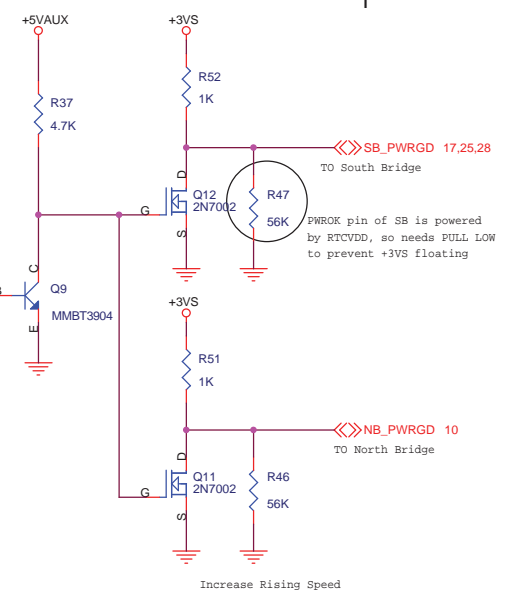 +5VAUX
+3VS
R37
4.7K
R52
1K
SB_PWRGD 17,25,28
TO South Bridge
D
G
S
Q12
2N7002
R47
56K
PWROK pin of SB is powered
by RTCVDD, so needs PULL LOW
to prevent +3VS floating
C
E
Q9
MMBT3904
+3VS
R51
1K
NB_PWRGD 10
TO North Bridge
D
G
S
Q11
2N7002
R46
56K
Increase Rising Speed